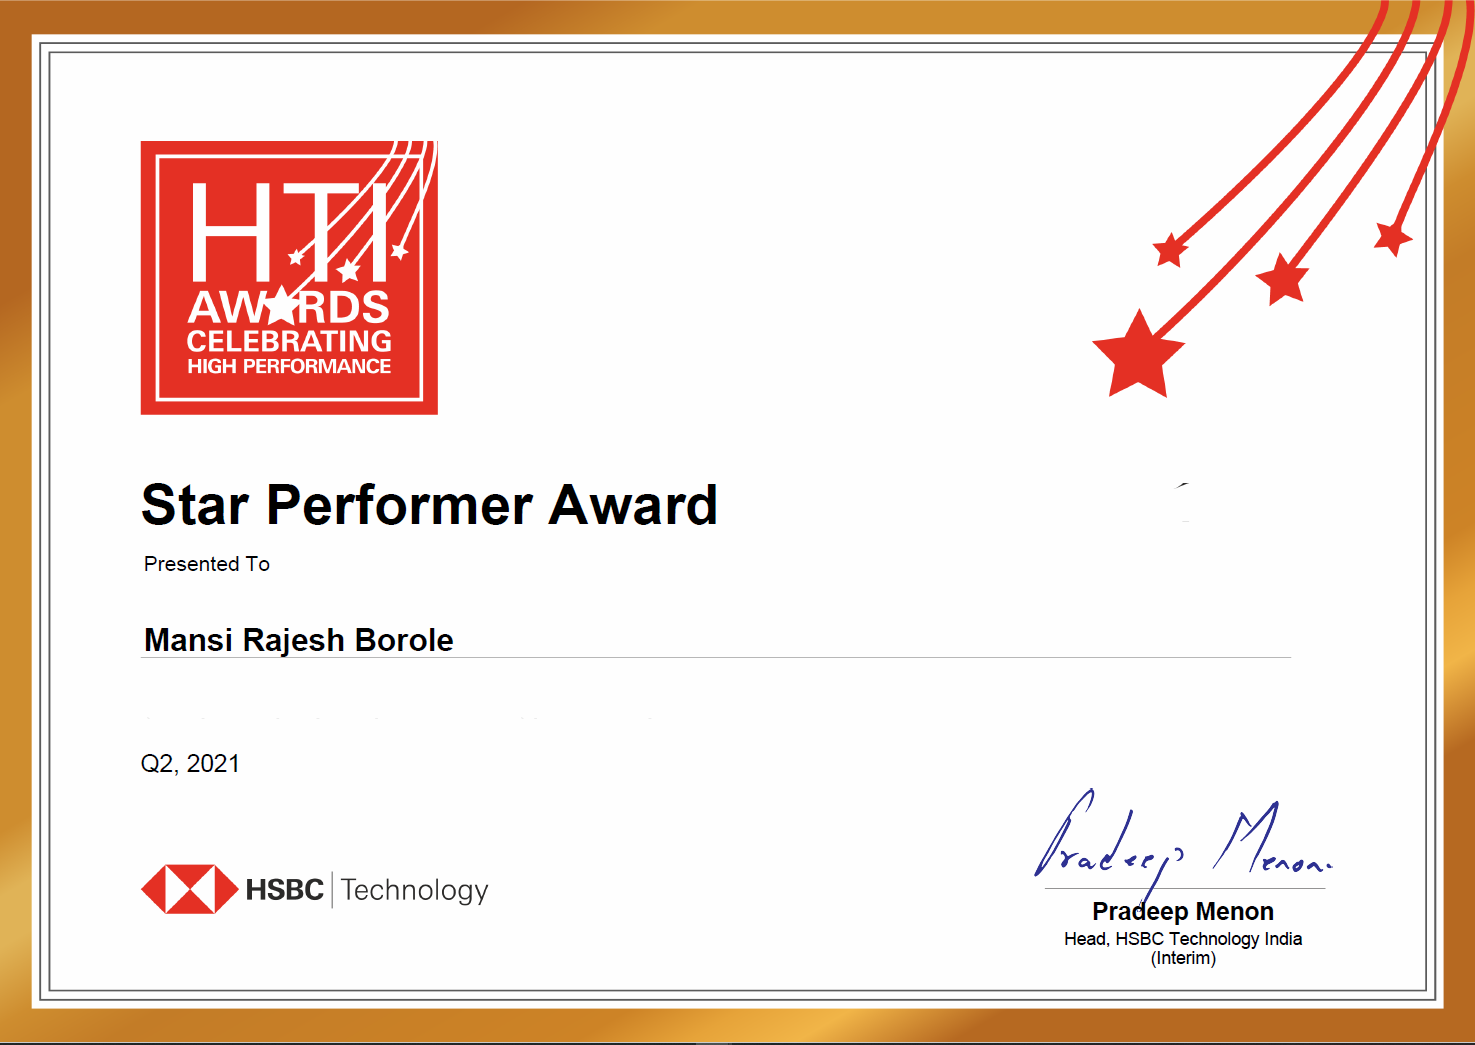 HTI
AWARDS
CELEBRATING
HIGH PERFORMANCE
Star Performer Award
Presented To
Mansi Rajesh Borole
Q2, 2021
HSBC Technology
Pradeep Menon.
Pradeep Menon
Head, HSBC Technology India
(Interim)